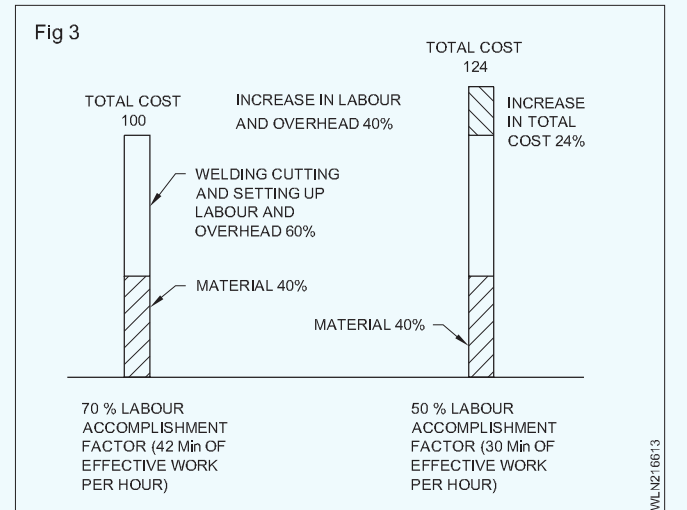 Fig 3
TOTAL COST
100
INCREASE IN LABOUR
AND OVERHEAD 40%
TOTAL COST
124
INCREASE
IN TOTAL
COST 24%
WELDING CUTTING
AND SETTING UP
LABOUR AND
OVERHEAD 60%
MATERIAL 40%
MATERIAL 40%
70 % LABOUR
ACCOMPLISHMENT
FACTOR (42 Min OF
EFFECTIVE WORK
PER HOUR)
50 % LABOUR
ACCOMPLISHMENT
FACTOR (30 Min OF
EFFECTIVE WORK
PER HOUR)
WLN216613